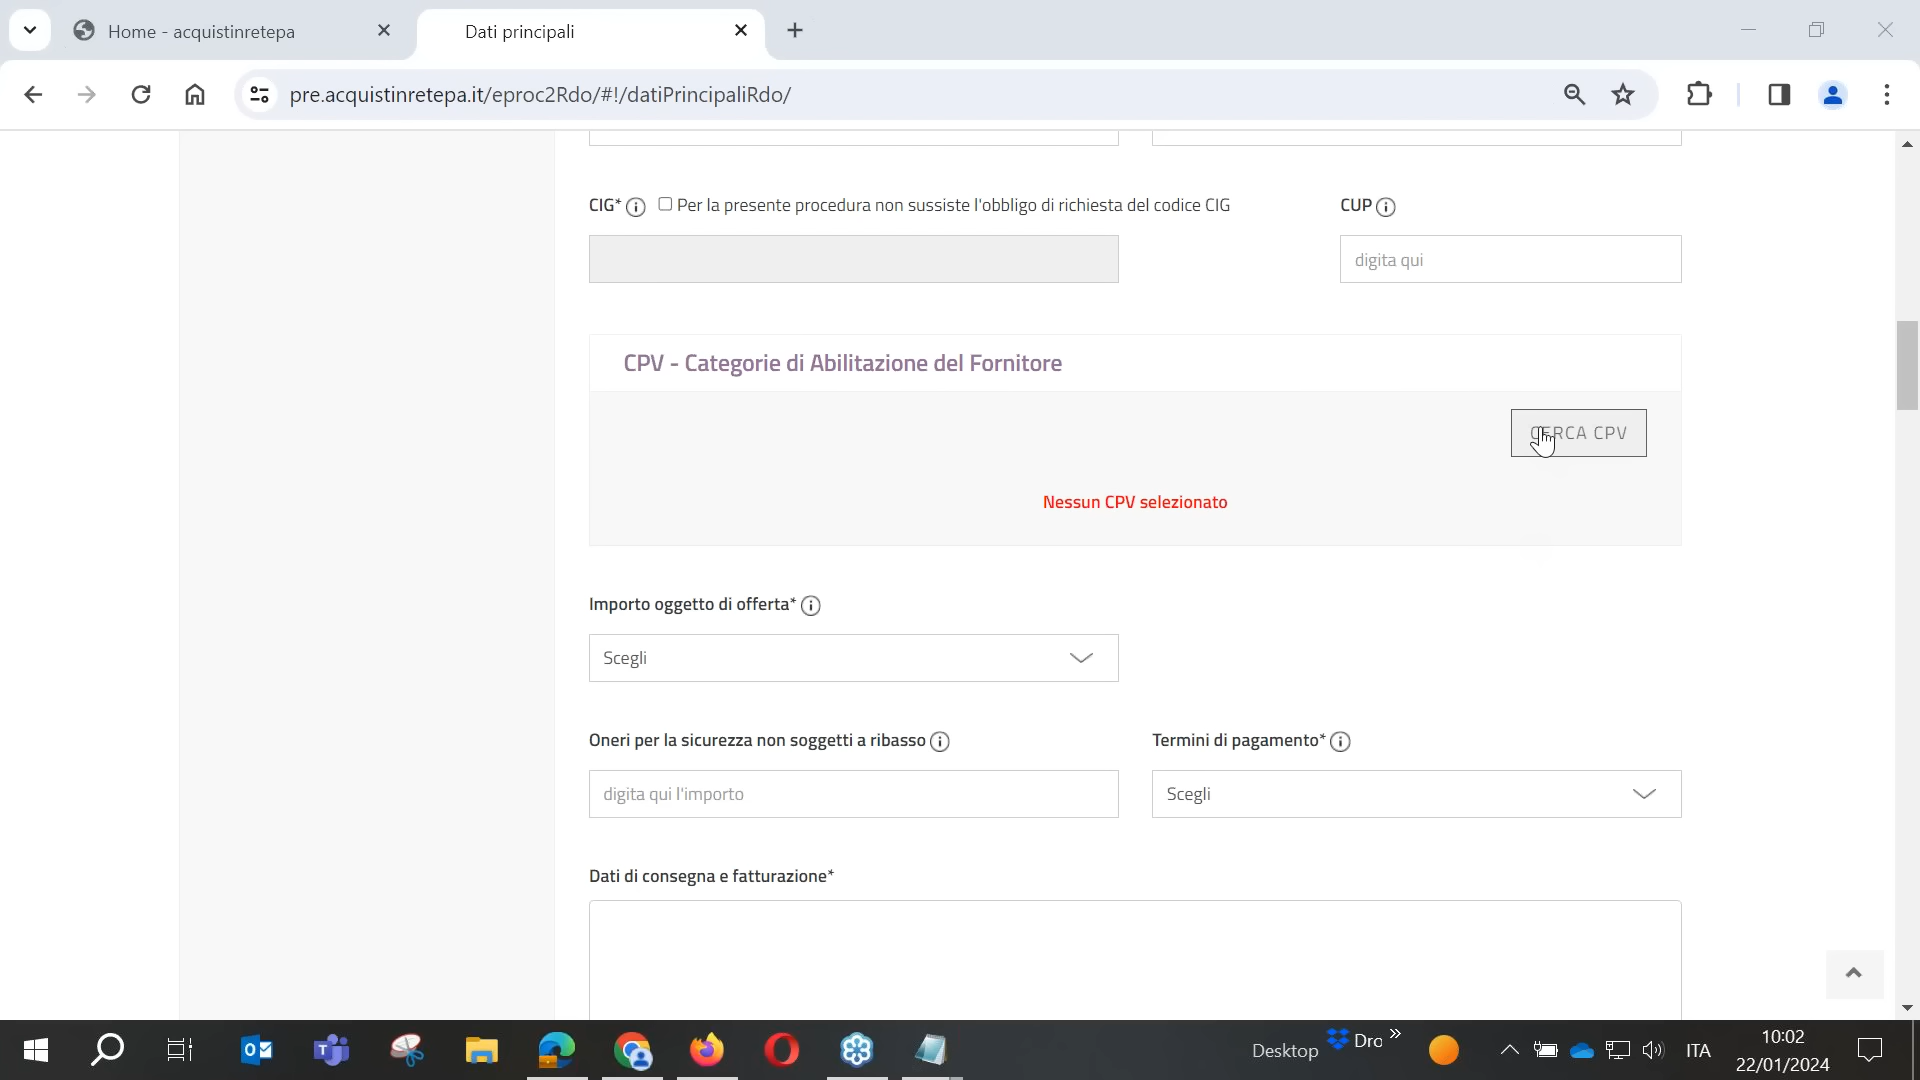 Home - acquistinretepa
Dati principali
pre.acquistinretepa.it/eproc2Rdo/#!/datiPrincipaliRdo/
CIG* Per la presente procedura non sussiste l'obbligo di richiesta del codice CIG
CUP
digita qui
CPV - Categorie di Abilitazione del Fornitore
CERCA CPV
Nessun CPV selezionato
Importo oggetto di offerta*
Scegli
Oneri per la sicurezza non soggetti a ribasso
Termini di pagamento*
digita qui l'importo
Scegli
Dati di consegna e fatturazione*
Desktop
Dro
ITA
10:02
22/01/2024